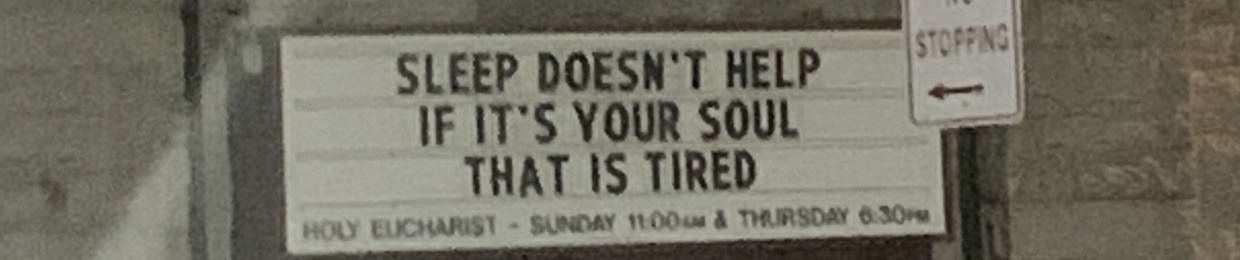 SLEEP DOESN'T HELP
IF IT'S YOUR SOUL
THAT IS TIRED
HOLY EUCHARIST - SUNDAY 11:00AM & THURSDAY 6:30PM
STOPPING